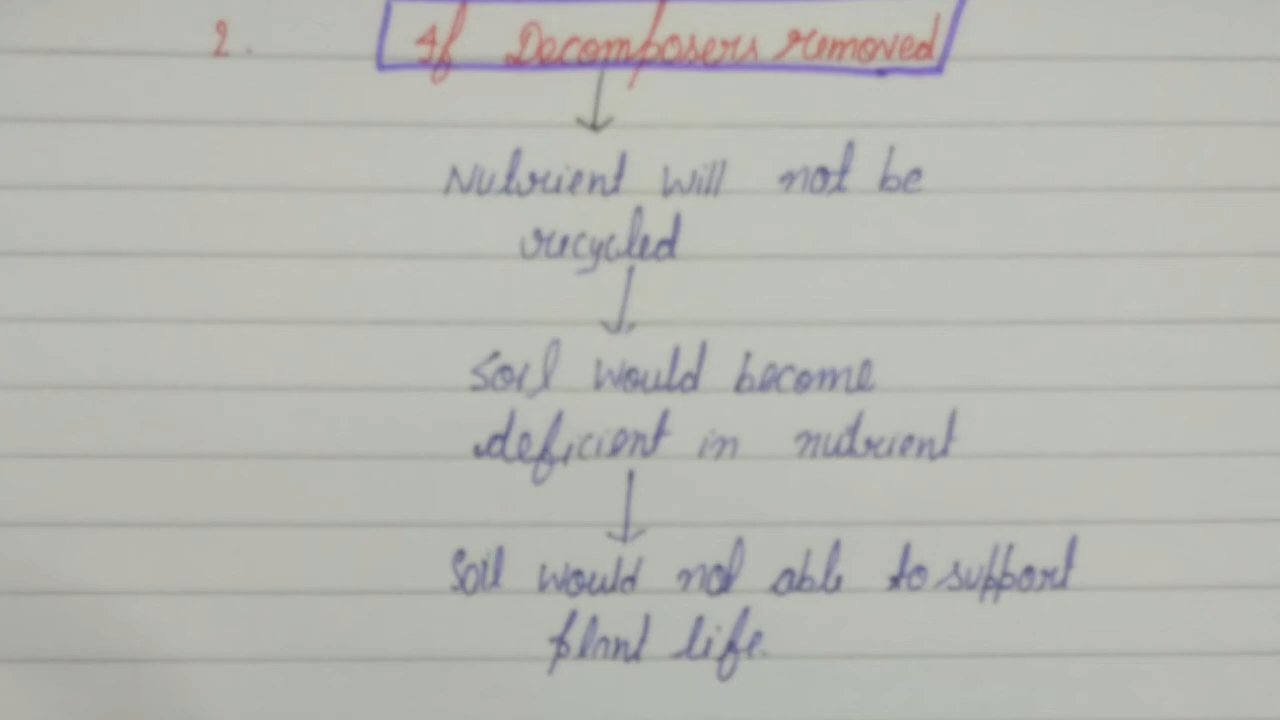 2. If Decomposers removed
Nutrient will not be
recycled
Soil would become
deficient in nutrient
Soil would not able to support
plant life.